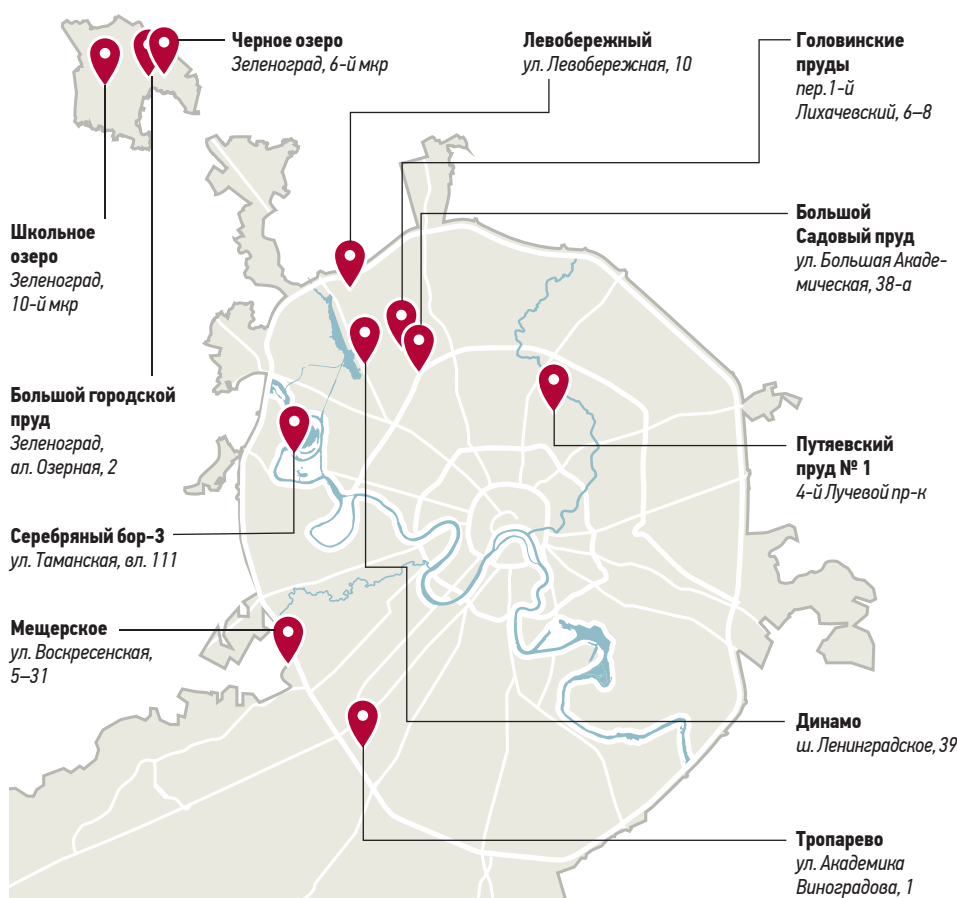 Черное озеро
Зеленоград, 6-й мкр
Левобережный
ул. Левобережная, 10
Головинские
пруды
пер.1-й
Лихачевский, 6–8
Школьное
озеро
Зеленоград,
10-й мкр
Большой
Садовый пруд
ул. Большая Акаде-
мическая, 38-а
Большой городской
пруд
Зеленоград,
ал. Озерная, 2
Путяевский
пруд № 1
4-й Лучевой пр-к
Серебряный бор-3
ул. Таманская, вл. 111
Мещерское
ул. Воскресенская,
5–31
Динамо
ш. Ленинградское, 39
Тропарево
ул. Академика
Виноградова, 1